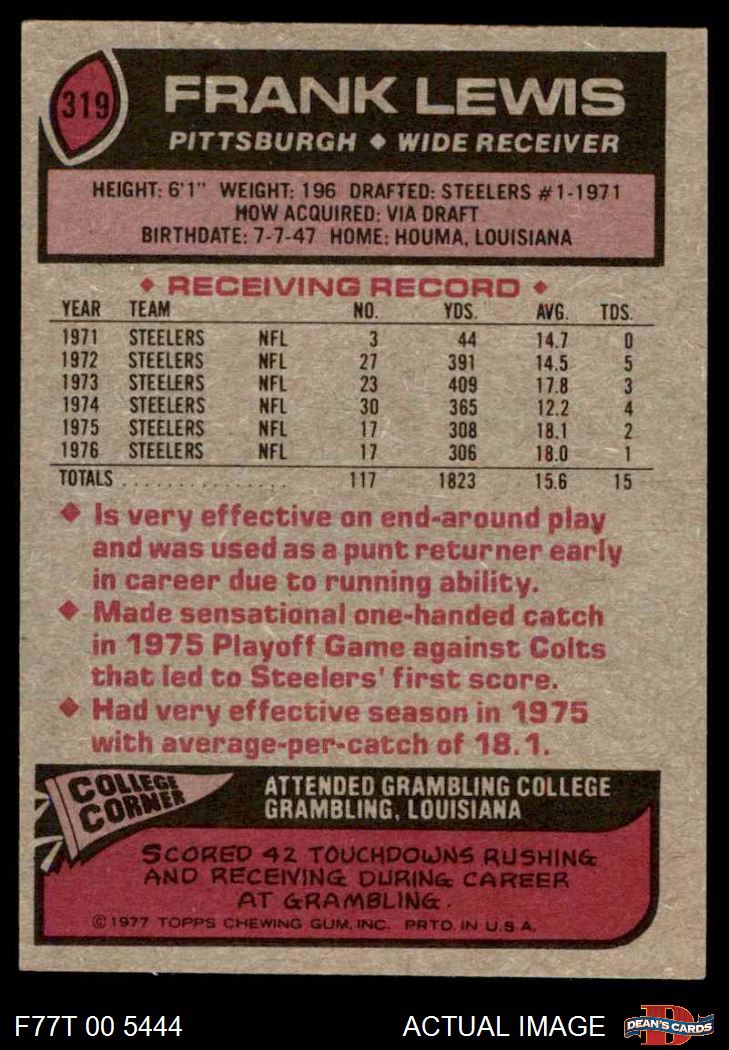 319
FRANK LEWIS
PITTSBURGH ♦ WIDE RECEIVER
HEIGHT: 6'1" WEIGHT: 196 DRAFTED: STEELERS #1-1971
HOW ACQUIRED: VIA DRAFT
BIRTHDATE: 7-7-47 HOME: HOUMA, LOUISIANA
♦ RECEIVING RECORD ♦
YEAR TEAM NO. YDS. AVG. TDS.
1971 STEELERS NFL 3 44 14.7 0
1972 STEELERS NFL 27 391 14.5 5
1973 STEELERS NFL 23 409 17.8 3
1974 STEELERS NFL 30 365 12.2 4
1975 STEELERS NFL 17 308 18.1 2
1976 STEELERS NFL 17 306 18.0 1
TOTALS . . . . . . . . . . . . . . . 117 1823 15.6 15
♦ Is very effective on end-around play
and was used as a punt returner early
in career due to running ability.
♦ Made sensational one-handed catch
in 1975 Playoff Game against Colts
that led to Steelers' first score.
♦ Had very effective season in 1975
with average-per-catch of 18.1.
COLLEGE
CORNER
ATTENDED GRAMBLING COLLEGE
GRAMBLING, LOUISIANA
SCORED 42 TOUCHDOWNS RUSHING
AND RECEIVING DURING CAREER
AT GRAMBLING.
© 1977 TOPPS CHEWING GUM, INC. PRTD. IN U.S.A.
F77T 00 5444
ACTUAL IMAGE
D
DEAN'S CARDS